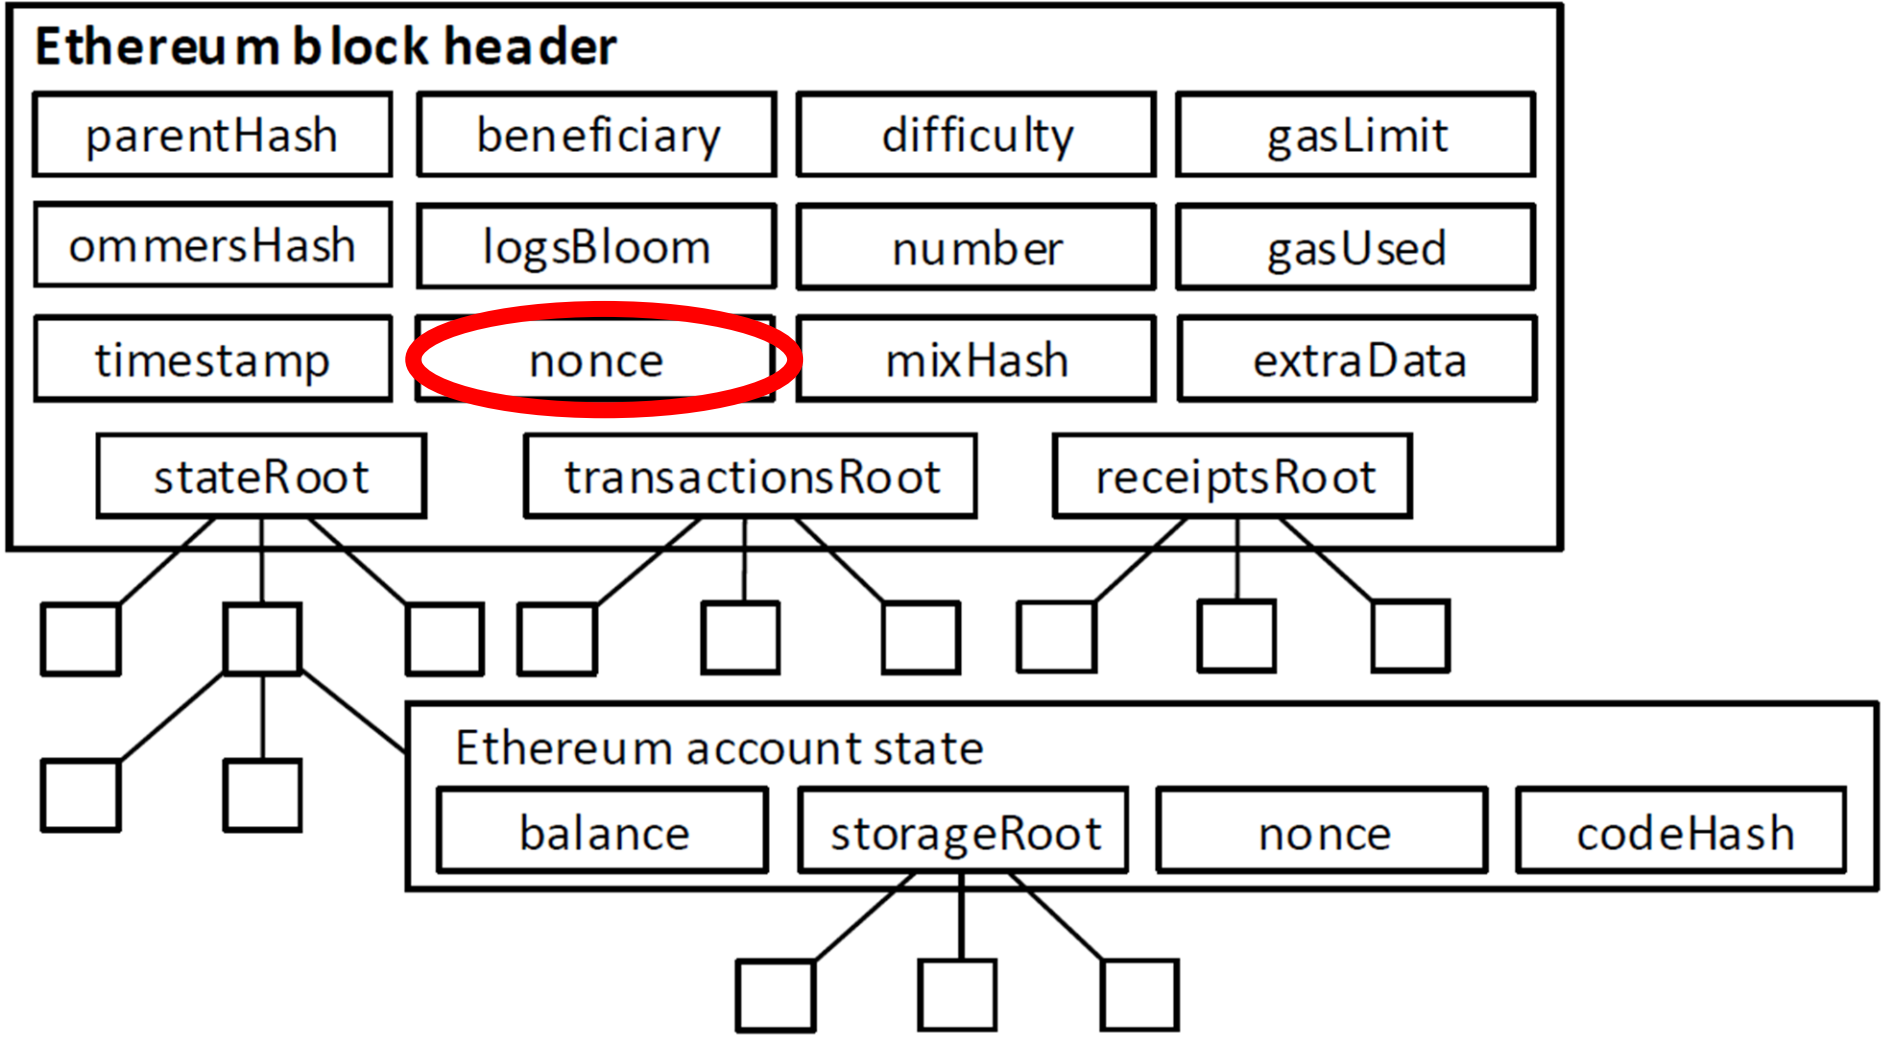 Ethereum block header
parentHash beneficiary difficulty gasLimit
ommersHash logsBloom number gasUsed
timestamp nonce mixHash extraData
stateRoot transactionsRoot receiptsRoot
Ethereum account state
balance storageRoot nonce codeHash